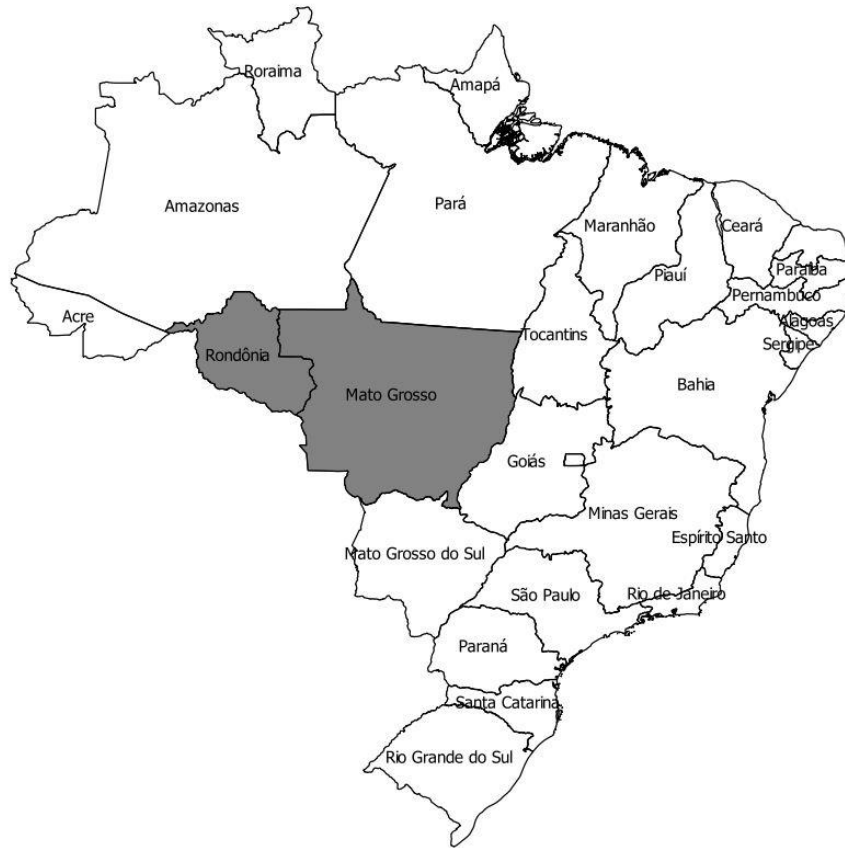 Roraima
Amapá
Amazonas
Pará
Maranhão
Ceará
Piauí
Paraíba
Pernambuco
Acre
Alagoas
Tocantins
Sergipe
Rondônia
Bahia
Mato Grosso
Goiás
Minas Gerais
Espírito Santo
Mato Grosso do Sul
São Paulo
Rio de Janeiro
Paraná
Santa Catarina
Rio Grande do Sul